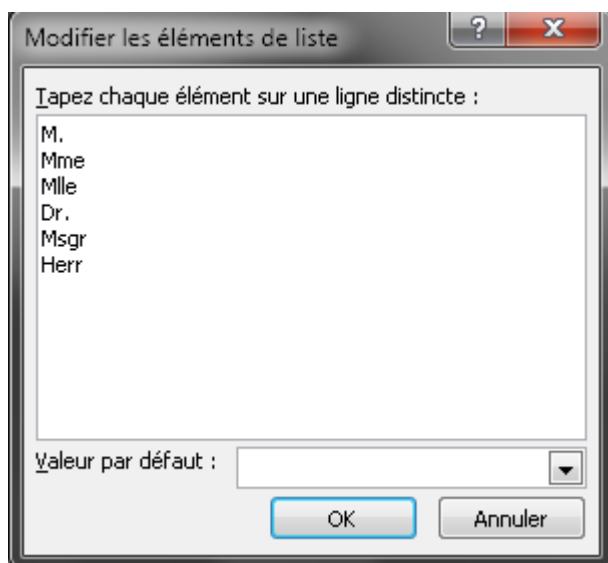 Modifier les éléments de liste
Tapez chaque élément sur une ligne distincte :
M.
Mme
Mlle
Dr.
Msgr
Herr
Valeur par défaut :
OK Annuler